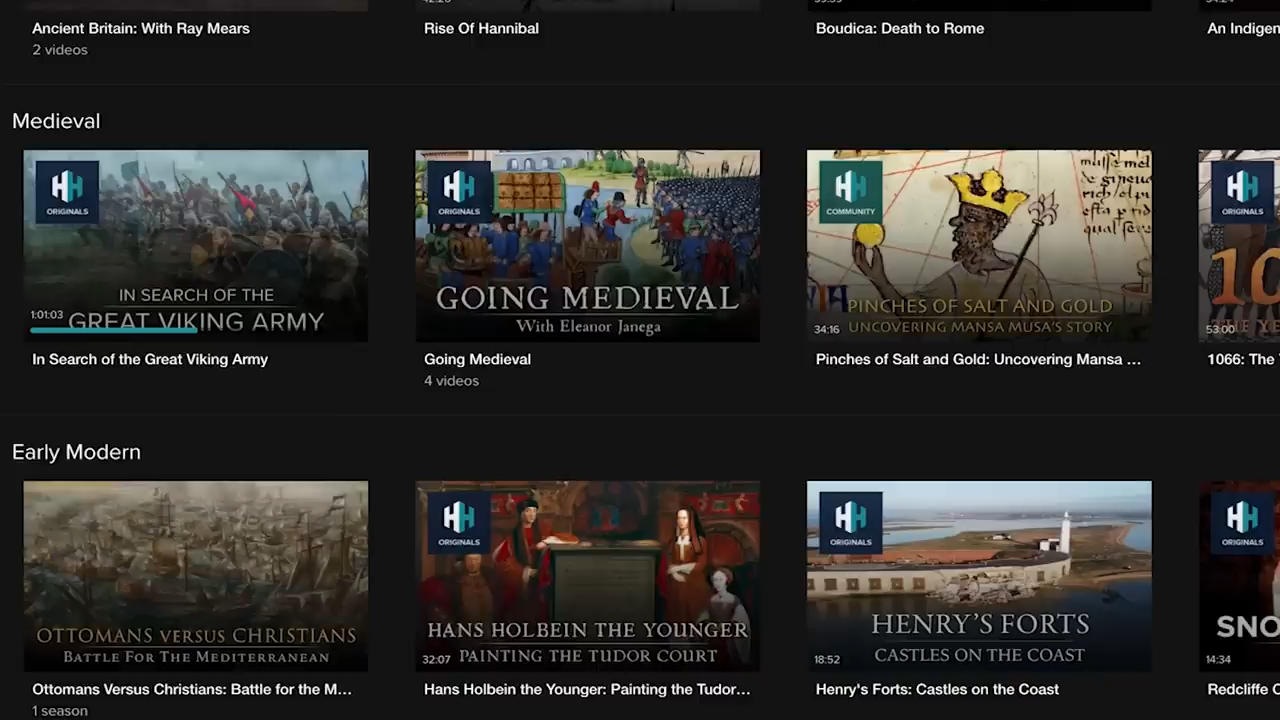 Ancient Britain: With Ray Mears
2 videos
Rise Of Hannibal
Boudica: Death to Rome
An Indigen
Medieval
ORIGINALS
IN SEARCH OF THE
GREAT VIKING ARMY
1:01:03
In Search of the Great Viking Army
ORIGINALS
GOING MEDIEVAL
With Eleanor Janega
Going Medieval
4 videos
COMMUNITY
PINCHES OF SALT AND GOLD
UNCOVERING MANSA MUSA'S STORY
34:16
Pinches of Salt and Gold: Uncovering Mansa ...
ORIGINALS
10
THE YE
53:00
1066: The
Early Modern
OTTOMANS VERSUS CHRISTIANS
BATTLE FOR THE MEDITERRANEAN
Ottomans Versus Christians: Battle for the M...
1 season
ORIGINALS
HANS HOLBEIN THE YOUNGER
PAINTING THE TUDOR COURT
32:07
Hans Holbein the Younger: Painting the Tudor...
ORIGINALS
HENRY'S FORTS
CASTLES ON THE COAST
18:52
Henry's Forts: Castles on the Coast
ORIGINALS
SNO
14:34
Redcliffe C